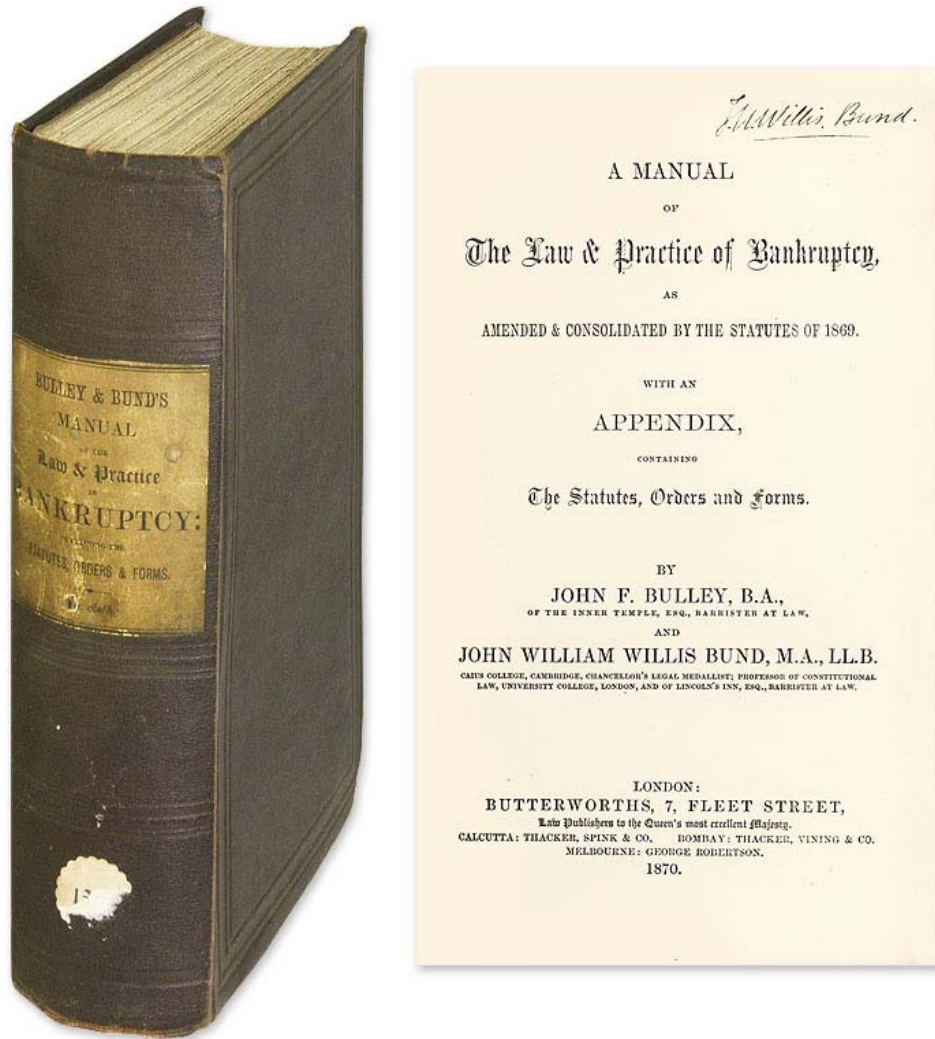 BULLEY & BUND'S
MANUAL
OF THE
Law & Practice
IN
BANKRUPTCY:
STATUTES, ORDERS & FORMS.
cloth.
J.W. Willis. Bund.
A MANUAL
OF
The Law & Practice of Bankruptcy,
AS
AMENDED & CONSOLIDATED BY THE STATUTES OF 1869.
WITH AN
APPENDIX,
CONTAINING
The Statutes, Orders and Forms.
BY
JOHN F. BULLEY, B.A.,
OF THE INNER TEMPLE, ESQ., BARRISTER AT LAW,
AND
JOHN WILLIAM WILLIS BUND, M.A., LL.B.
CAIUS COLLEGE, CAMBRIDGE, CHANCELLOR'S LEGAL MEDALLIST; PROFESSOR OF CONSTITUTIONAL
LAW, UNIVERSITY COLLEGE, LONDON, AND OF LINCOLN'S INN, ESQ., BARRISTER AT LAW.
LONDON:
BUTTERWORTHS, 7, FLEET STREET,
Law Publishers to the Queen's most excellent Majesty.
CALCUTTA: THACKER, SPINK & CO. BOMBAY: THACKER, VINING & CO.
MELBOURNE: GEORGE ROBERTSON.
1870.